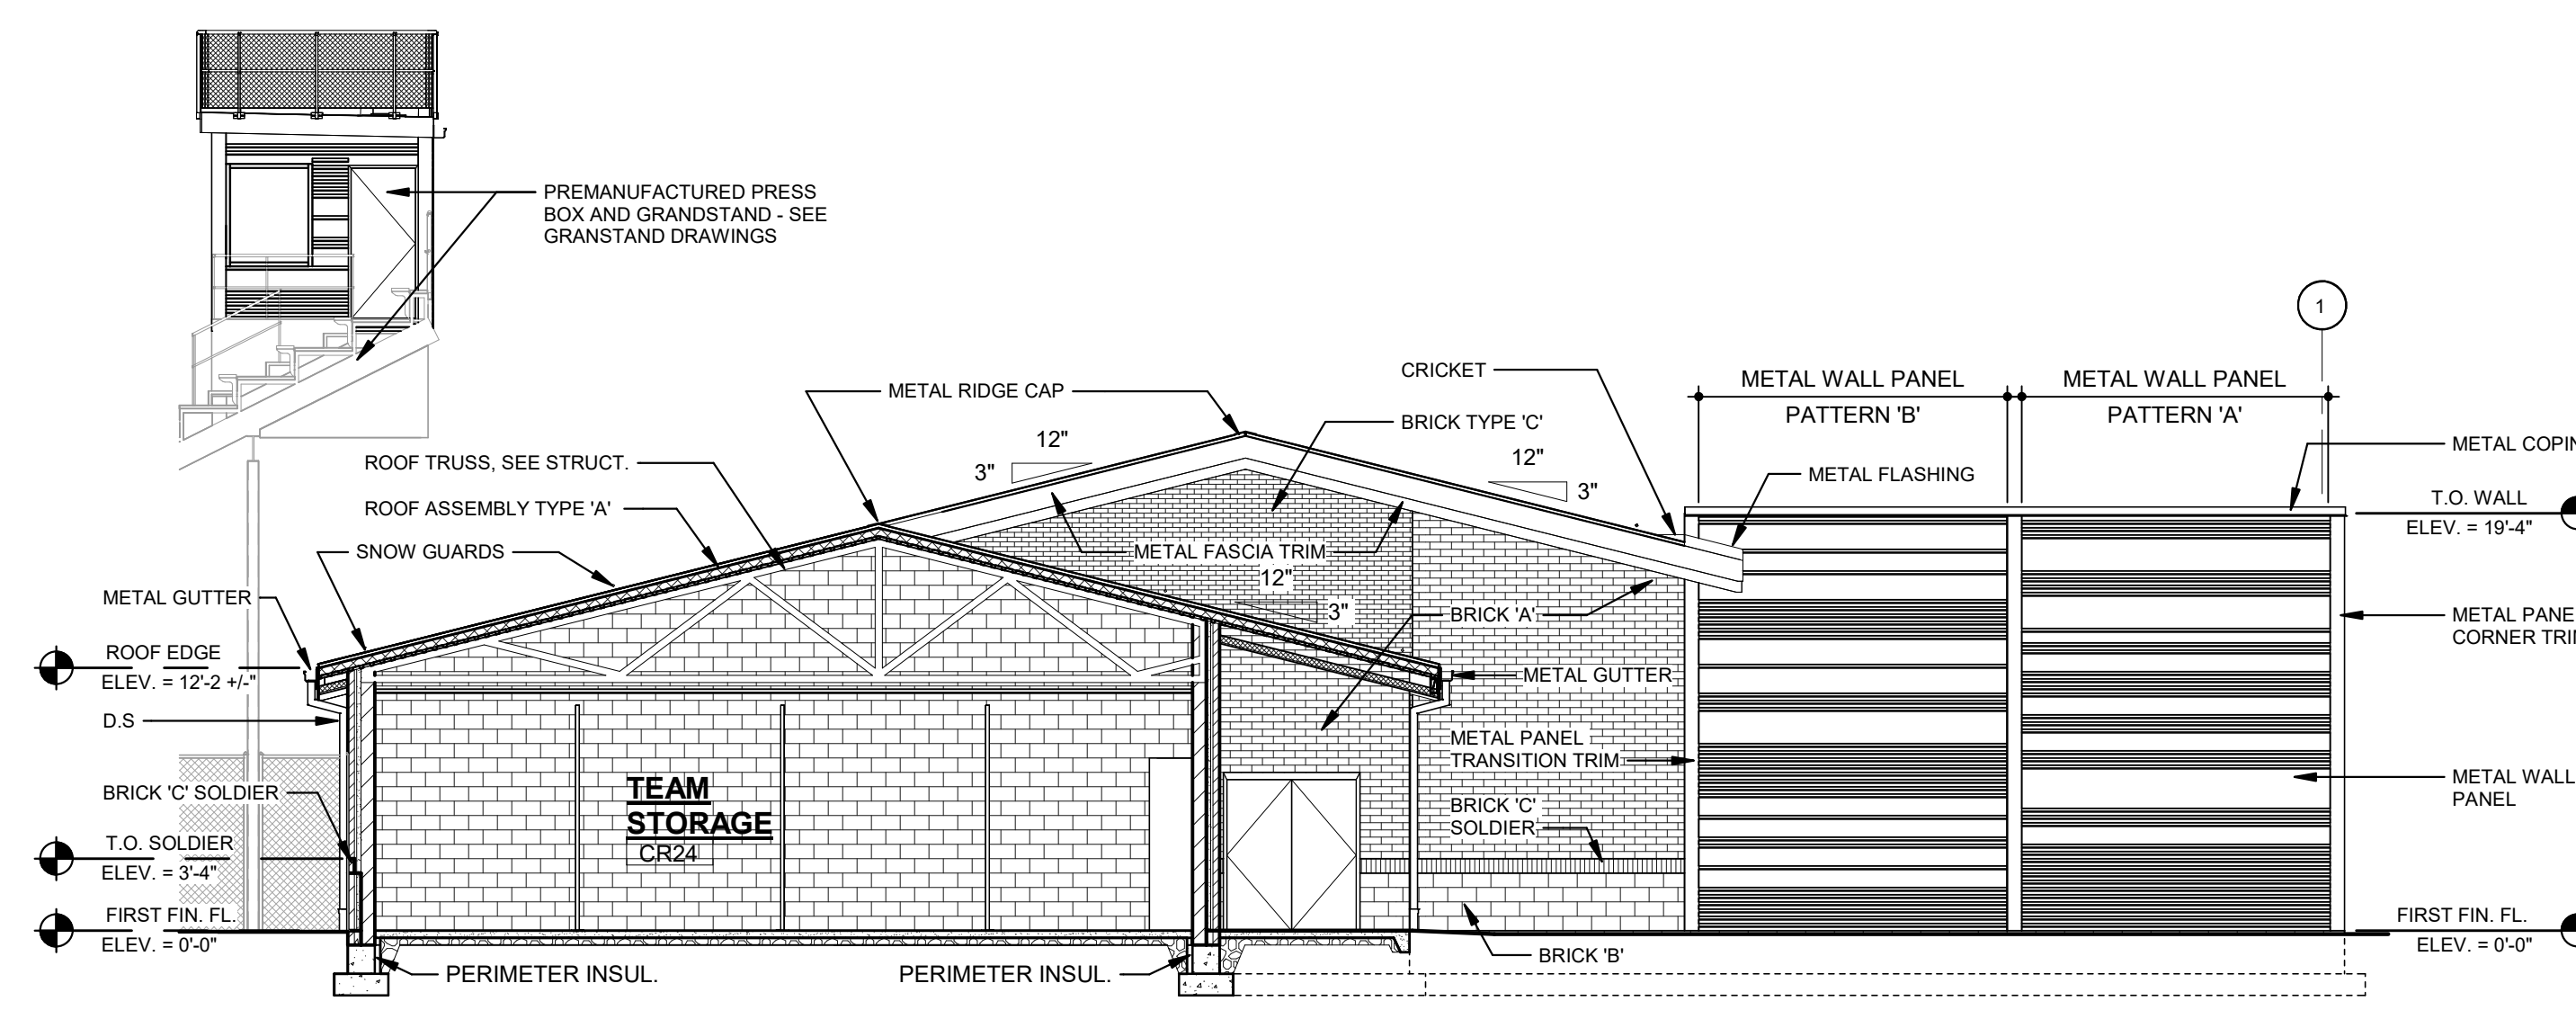 PREMANUFACTURED PRESS
BOX AND GRANDSTAND - SEE
GRANSTAND DRAWINGS
1
CRICKET
METAL WALL PANEL
PATTERN 'B'
METAL WALL PANEL
PATTERN 'A'
METAL RIDGE CAP
BRICK TYPE 'C'
12"
3"
12"
3"
METAL FLASHING
METAL COPIN
T.O. WALL
ELEV. = 19'-4"
ROOF TRUSS, SEE STRUCT.
ROOF ASSEMBLY TYPE 'A'
SNOW GUARDS
METAL FASCIA TRIM
12"
3"
METAL GUTTER
BRICK 'A'
METAL PANE
CORNER TRI
ROOF EDGE
ELEV. = 12'-2 +/-"
METAL GUTTER
D.S
METAL PANEL
TRANSITION TRIM
TEAM
STORAGE
CR24
BRICK 'C' SOLDIER
BRICK 'C'
SOLDIER
METAL WALL
PANEL
T.O. SOLDIER
ELEV. = 3'-4"
FIRST FIN. FL.
ELEV. = 0'-0"
FIRST FIN. FL.
ELEV. = 0'-0"
BRICK 'B'
PERIMETER INSUL.
PERIMETER INSUL.